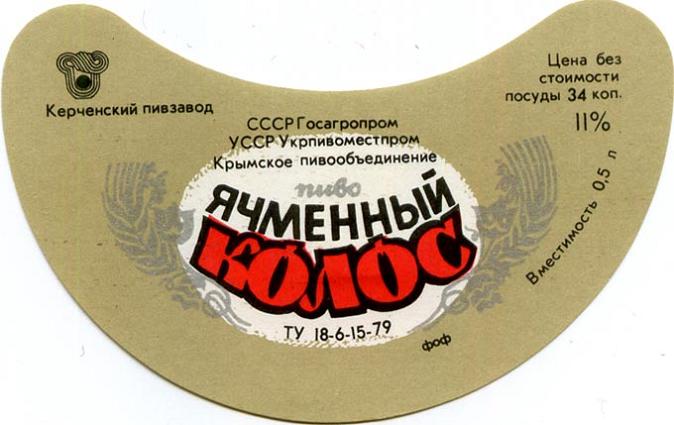 Керченский пивзавод
Цена без
стоимости
посуды 34 коп.
11%
Вместимость 0,5 л
СССР Госагропром
УССР Укрпивоместпром
Крымское пивообъединение
пиво
ЯЧМЕННЫЙ
КОЛОС
ТУ 18-6-15-79
фоф